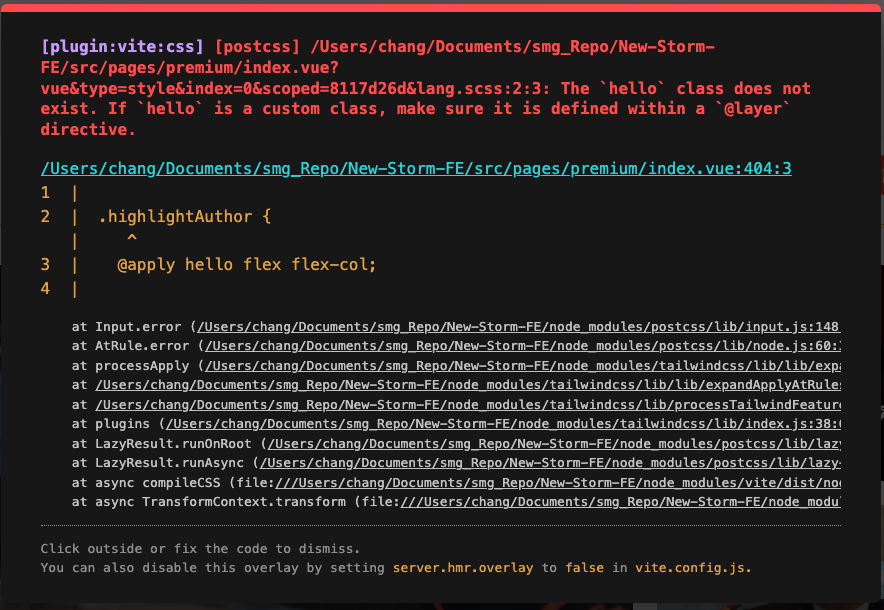 [plugin:vite:css] [postcss] /Users/chang/Documents/smg_Repo/New-Storm-
FE/src/pages/premium/index.vue?
vue&type=style&index=0&scoped=8117d26d&lang.scss:2:3: The `hello` class does not
exist. If `hello` is a custom class, make sure it is defined within a `@layer`
directive.
/Users/chang/Documents/smg_Repo/New-Storm-FE/src/pages/premium/index.vue:404:3
1 |
2 | .highlightAuthor {
| ^
3 | @apply hello flex flex-col;
4 |
at Input.error (/Users/chang/Documents/smg_Repo/New-Storm-FE/node_modules/postcss/lib/input.js:148
at AtRule.error (/Users/chang/Documents/smg_Repo/New-Storm-FE/node_modules/postcss/lib/node.js:60:
at processApply (/Users/chang/Documents/smg_Repo/New-Storm-FE/node_modules/tailwindcss/lib/lib/expa
at /Users/chang/Documents/smg_Repo/New-Storm-FE/node_modules/tailwindcss/lib/lib/expandApplyAtRules
at /Users/chang/Documents/smg_Repo/New-Storm-FE/node_modules/tailwindcss/lib/processTailwindFeature
at plugins (/Users/chang/Documents/smg_Repo/New-Storm-FE/node_modules/tailwindcss/lib/index.js:38:
at LazyResult.runOnRoot (/Users/chang/Documents/smg_Repo/New-Storm-FE/node_modules/postcss/lib/lazy
at LazyResult.runAsync (/Users/chang/Documents/smg_Repo/New-Storm-FE/node_modules/postcss/lib/lazy-
at async compileCSS (file:///Users/chang/Documents/smg_Repo/New-Storm-FE/node_modules/vite/dist/nod
at async TransformContext.transform (file:///Users/chang/Documents/smg_Repo/New-Storm-FE/node_modul
Click outside or fix the code to dismiss.
You can also disable this overlay by setting server.hmr.overlay to false in vite.config.js.